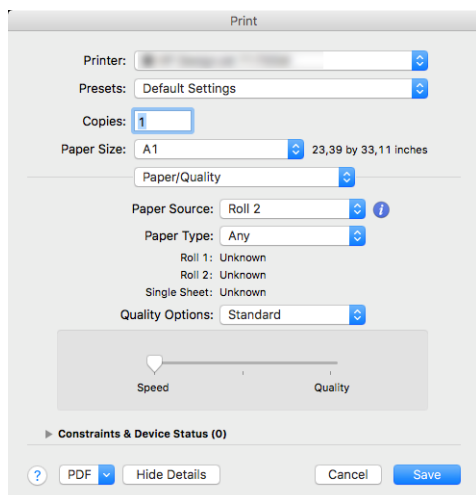 Print
Printer:
Presets: Default Settings
Copies: 1
Paper Size: A1 23,39 by 33,11 inches
Paper/Quality
Paper Source: Roll 2 i
Paper Type: Any
Roll 1: Unknown
Roll 2: Unknown
Single Sheet: Unknown
Quality Options: Standard
Speed Quality
Constraints & Device Status (0)
? PDF Hide Details Cancel Save